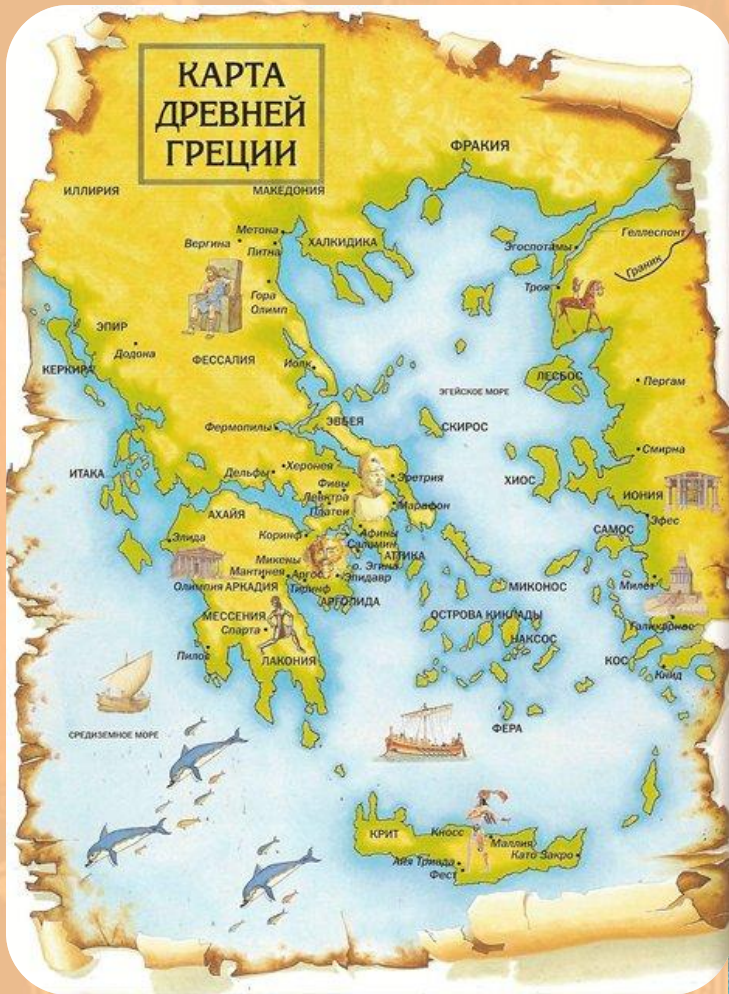 КАРТА
ДРЕВНЕЙ
ГРЕЦИИ
ФРАКИЯ
ИЛЛИРИЯ
МАКЕДОНИЯ
Метона
Вергина
Питна
ХАЛКИДИКА
Эгоспотамы
Геллеспонт
Граник
Троя
Гора
Олимп
ЭПИР
Додона
ФЕССАЛИЯ
Иолк
КЕРКИРА
ЛЕСБОС
Пергам
ЭГЕЙСКОЕ МОРЕ
Фермопилы
ЭВБЕЯ
СКИРОС
Смирна
ИТАКА
Дельфы
Херонея
Фивы
Левктра
Платеи
Эретрия
Марафон
ХИОС
ИОНИЯ
Эфес
АХАЙЯ
Элида
Коринф
Афины
Саламин
АТТИКА
САМОС
Микены
Мантинея
Аргос
о. Эгина
Эпидавр
Олимпия
АРКАДИЯ
Тиринф
АРГОЛИДА
МИКОНОС
Милет
МЕССЕНИЯ
Спарта
ОСТРОВА КИКЛАДЫ
НАКСОС
Галикарнас
Пилос
ЛАКОНИЯ
КОС
Книд
СРЕДИЗЕМНОЕ МОРЕ
ФЕРА
КРИТ
Кносс
Маллия
Айя Триада
Като Закро
Фест